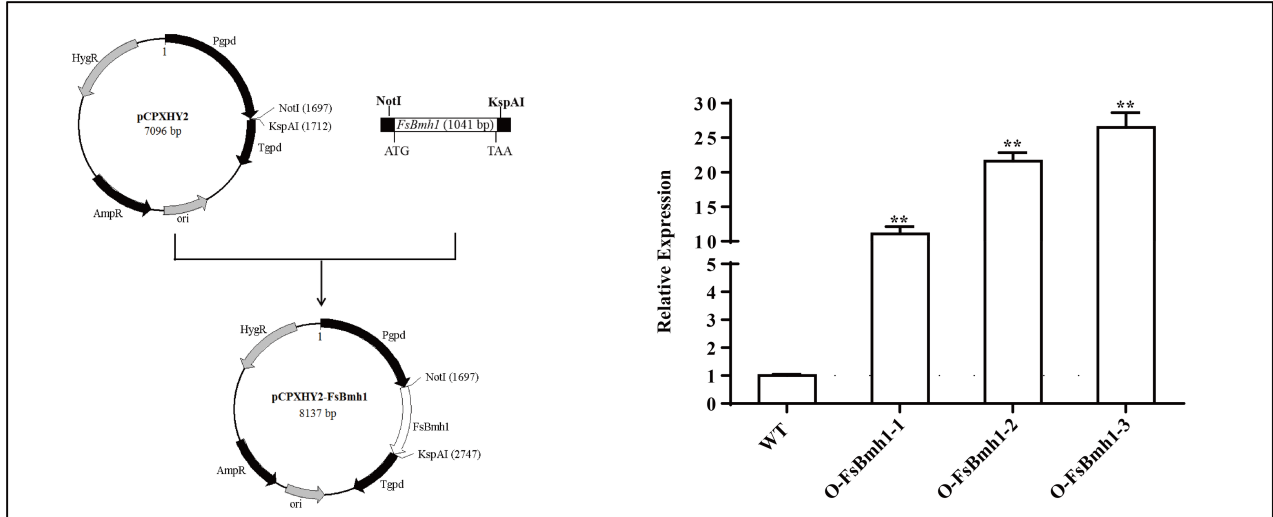 Pgpd
1
HygR
NotI (1697)
pCPXHY2
7096 bp
KspAI (1712)
Tgpd
AmpR
ori
NotI
KspAI
FsBmh1 (1041 bp)
ATG
TAA
HygR
1
Pgpd
NotI (1697)
pCPXHY2-FsBmh1
8137 bp
FsBmh1
KspAI (2747)
AmpR
Tgpd
ori
Relative Expression
30
25
20
15
10
5
4
3
2
1
0
**
**
**
WT
O-FsBmh1-1
O-FsBmh1-2
O-FsBmh1-3